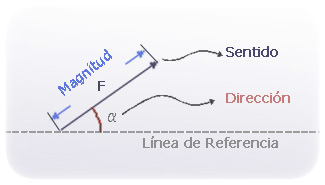 Sentido
Magnitud
F
Dirección
α
Línea de Referencia